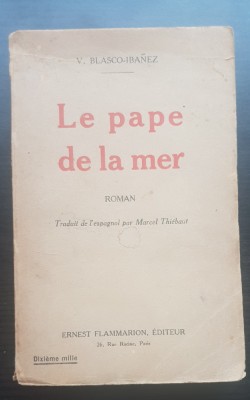 V. BLASCO-IBAÑEZ
Le pape
de la mer
ROMAN
Traduit de l'espagnol par Marcel Thiébaut
ERNEST FLAMMARION, ÉDITEUR
26, Rue Racine, Paris
Dixième mille